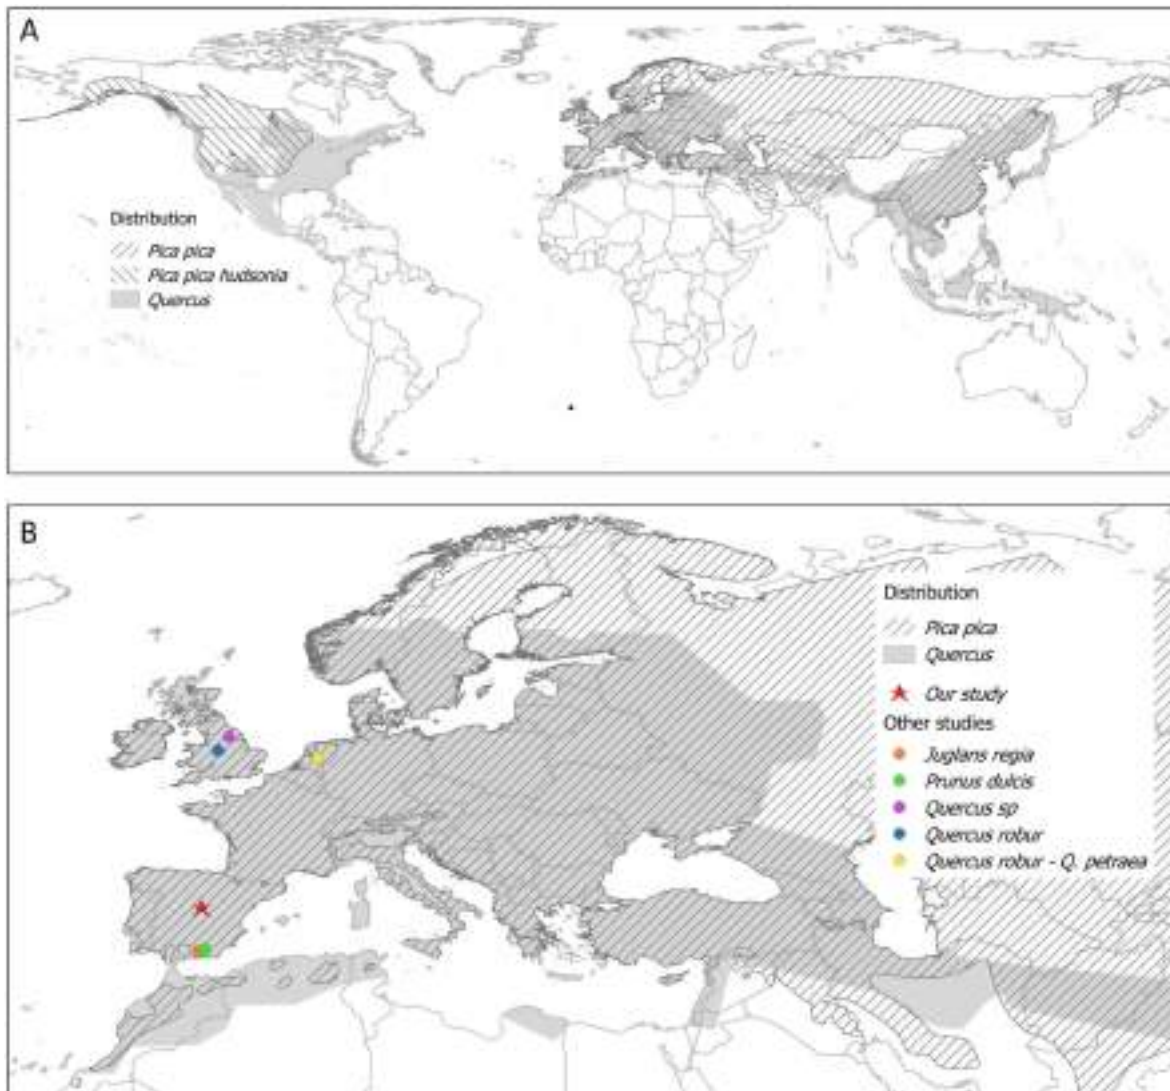 A
Distribution
Pica pica
Pica pica hudsonia
Quercus
B
Distribution
Pica pica
Quercus
Our study
Other studies
Juglans regia
Prunus dulcis
Quercus sp
Quercus robur
Quercus robur - Q. petraea